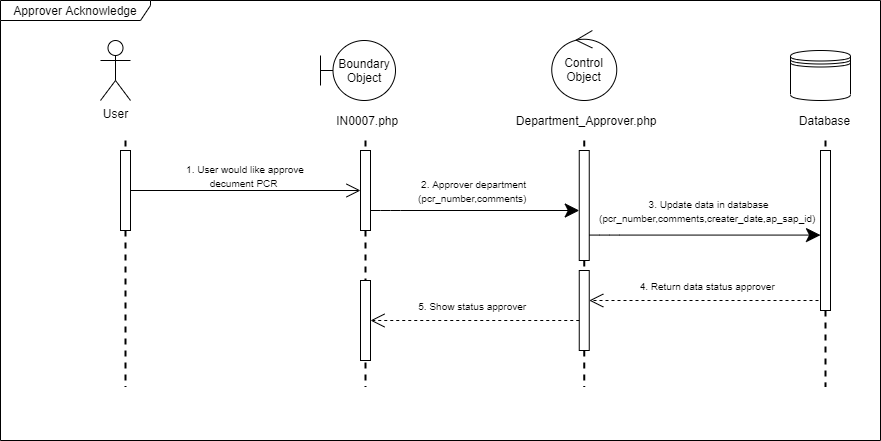 Approver Acknowledge
Boundary
Object
Control
Object
User
IN0007.php
Department_Approver.php
Database
1. User would like approve
decument PCR
2. Approver department
(pcr_number,comments)
3. Update data in database
(pcr_number,comments,creater_date,ap_sap_id)
4. Return data status approver
5. Show status approver